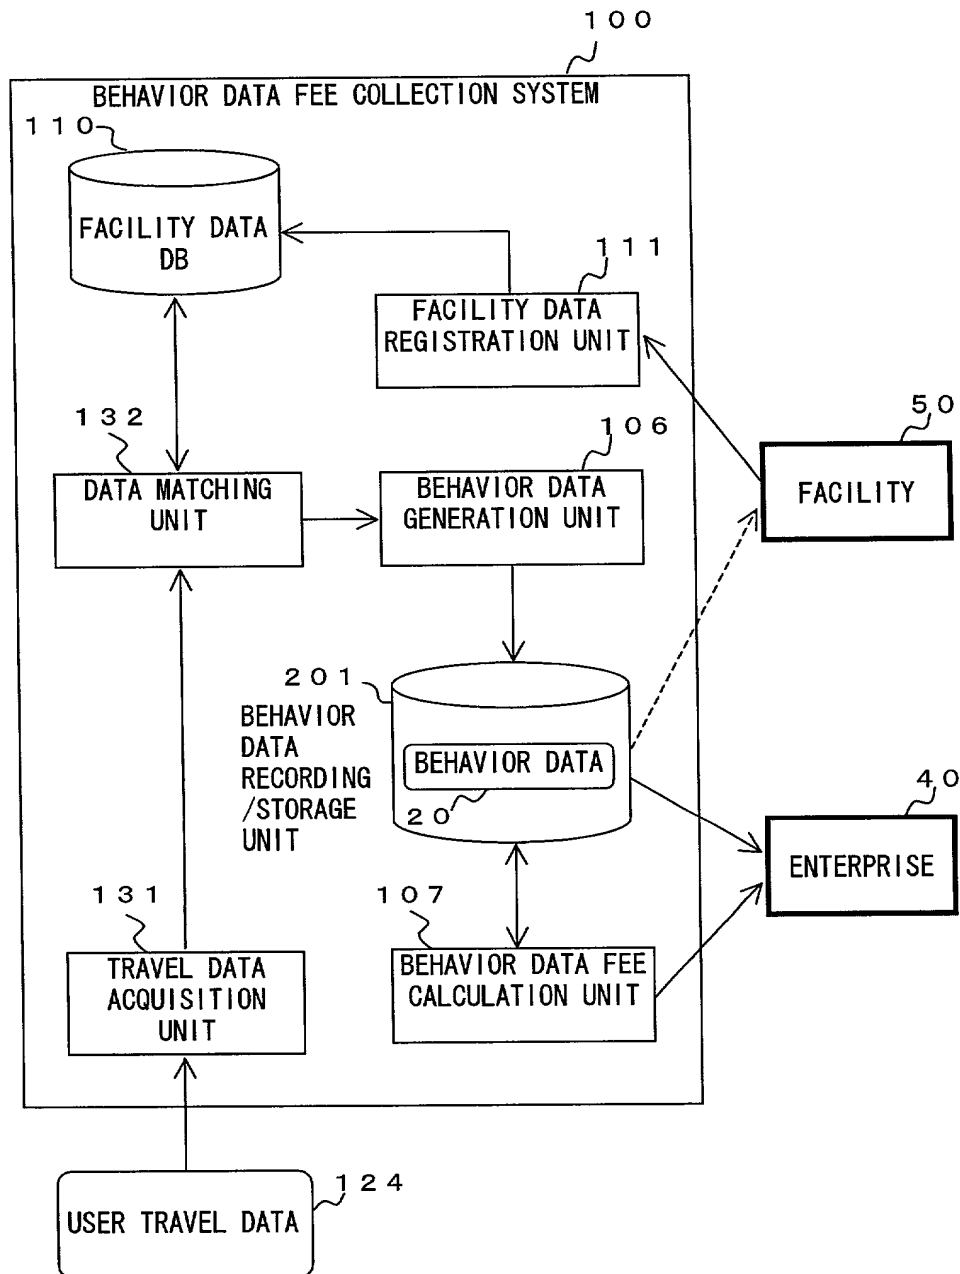 100
BEHAVIOR DATA FEE COLLECTION SYSTEM
110
FACILITY DATA
DB
111
FACILITY DATA
REGISTRATION UNIT
132
DATA MATCHING
UNIT
106
BEHAVIOR DATA
GENERATION UNIT
50
FACILITY
201
BEHAVIOR
DATA
RECORDING
/STORAGE
UNIT
BEHAVIOR DATA
20
40
ENTERPRISE
131
TRAVEL DATA
ACQUISITION
UNIT
107
BEHAVIOR DATA FEE
CALCULATION UNIT
124
USER TRAVEL DATA